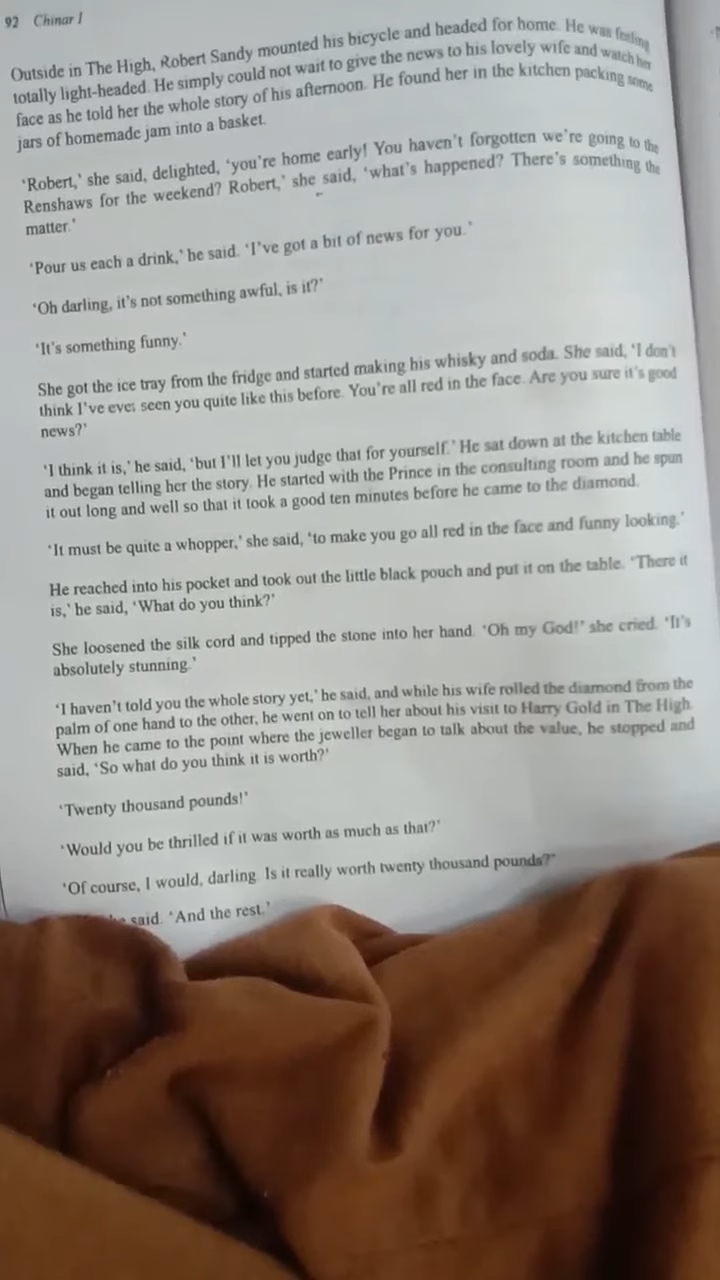 92 Chinar I
Outside in The High, Robert Sandy mounted his bicycle and headed for home. He was feeling
totally light-headed. He simply could not wait to give the news to his lovely wife and watch her
face as he told her the whole story of his afternoon. He found her in the kitchen packing some
jars of homemade jam into a basket.
‘Robert,’ she said, delighted, ‘you’re home early! You haven’t forgotten we’re going to the
Renshaws for the weekend? Robert,’ she said, ‘what’s happened? There’s something the
matter.’
‘Pour us each a drink,’ he said. ‘I’ve got a bit of news for you.’
‘Oh darling, it’s not something awful, is it?’
‘It’s something funny.’
She got the ice tray from the fridge and started making his whisky and soda. She said, ‘I don’t
think I’ve ever seen you quite like this before. You’re all red in the face. Are you sure it’s good
news?’
‘I think it is,’ he said, ‘but I’ll let you judge that for yourself.’ He sat down at the kitchen table
and began telling her the story. He started with the Prince in the consulting room and he spun
it out long and well so that it took a good ten minutes before he came to the diamond.
‘It must be quite a whopper,’ she said, ‘to make you go all red in the face and funny looking.’
He reached into his pocket and took out the little black pouch and put it on the table. ‘There it
is,’ he said, ‘What do you think?’
She loosened the silk cord and tipped the stone into her hand. ‘Oh my God!’ she cried. ‘It’s
absolutely stunning.’
‘I haven’t told you the whole story yet,’ he said, and while his wife rolled the diamond from the
palm of one hand to the other, he went on to tell her about his visit to Harry Gold in The High.
When he came to the point where the jeweller began to talk about the value, he stopped and
said, ‘So what do you think it is worth?’
‘Twenty thousand pounds!’
‘Would you be thrilled if it was worth as much as that?’
‘Of course, I would, darling. Is it really worth twenty thousand pounds?’
said. ‘And the rest.’